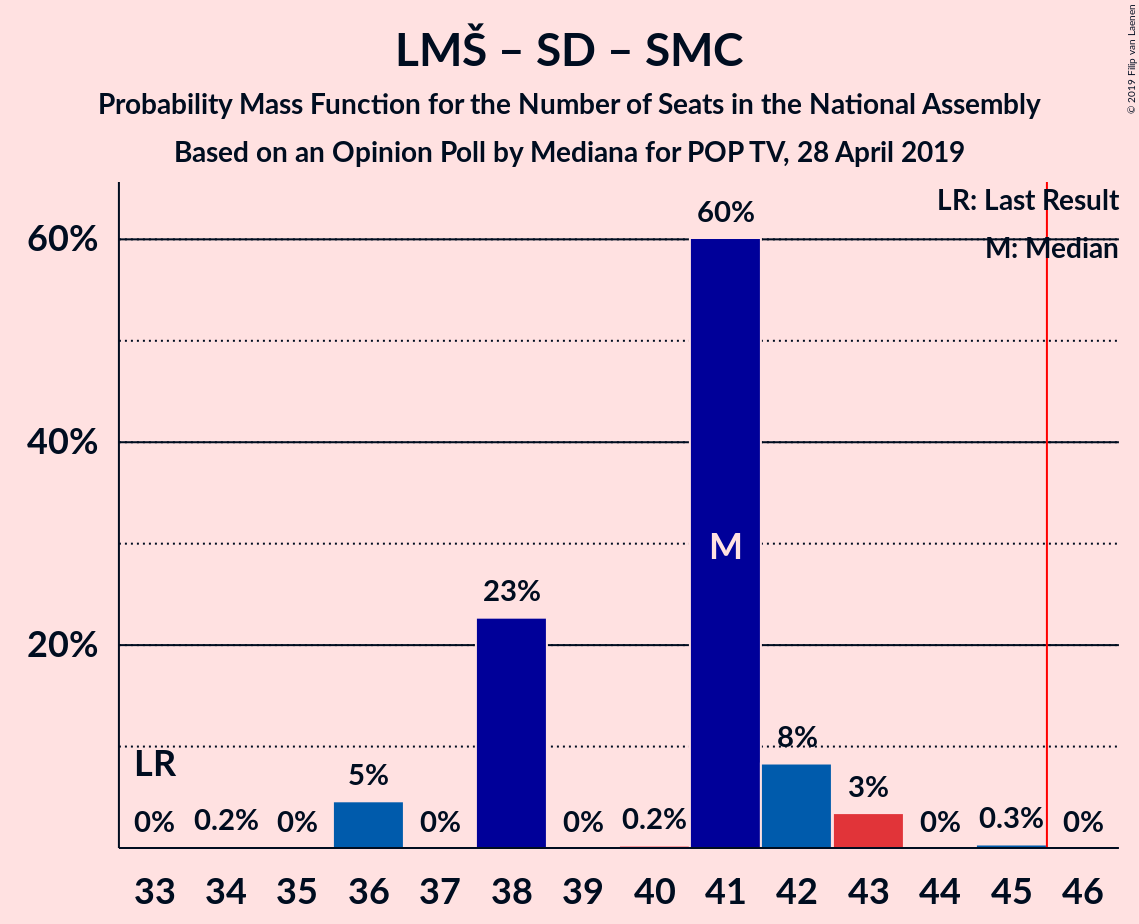 LMŠ – SD – SMC
Probability Mass Function for the Number of Seats in the National Assembly
Based on an Opinion Poll by Mediana for POP TV, 28 April 2019
© 2019 Filip van Laenen
LR: Last Result
M: Median
60%
40%
20%
LR
0%
0.2%
0%
5%
0%
23%
0%
0.2%
60%
M
8%
3%
0%
0.3%
0%
33 34 35 36 37 38 39 40 41 42 43 44 45 46